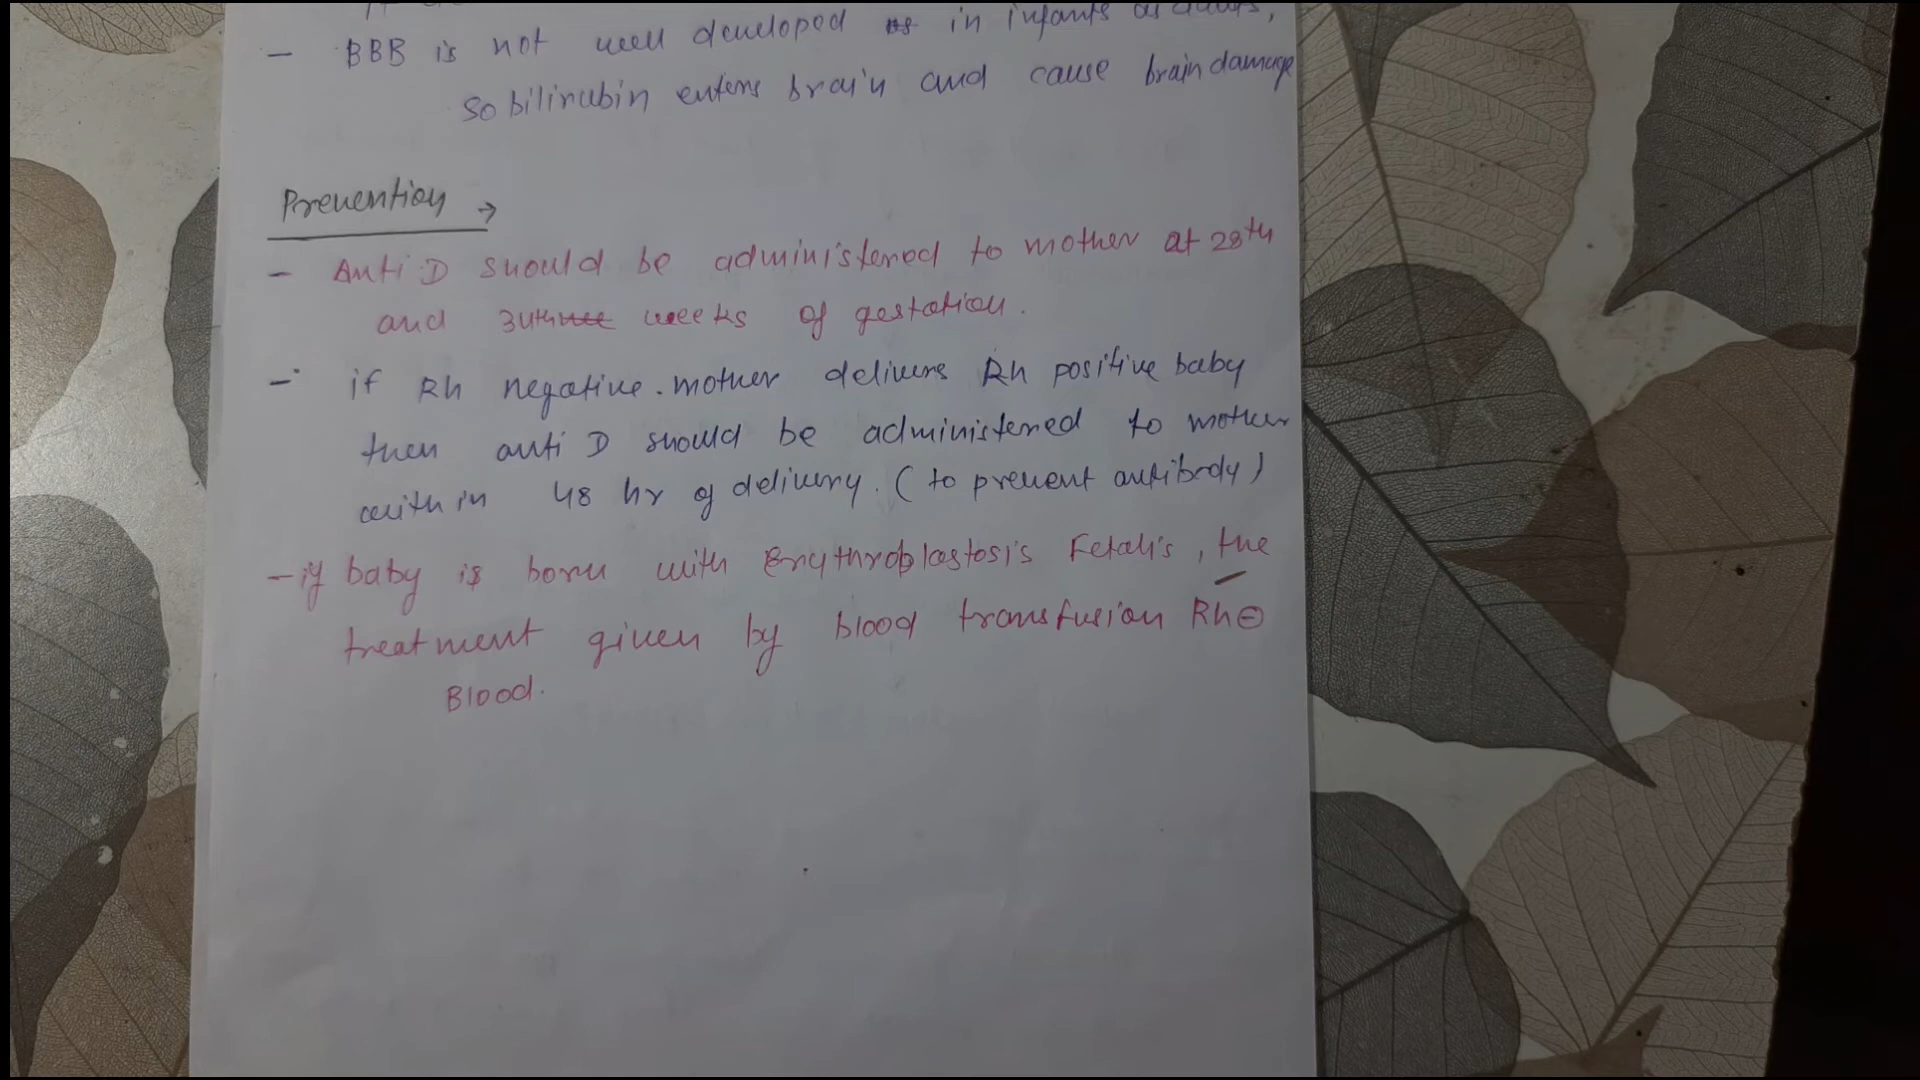 - BBB is not well developed in infants as adults,
so bilirubin enters brain and cause brain damage
Prevention →
- Anti D should be administered to mother at 28th
and 34th weeks of gestation.
- if Rh negative. mother delivers Rh positive baby
then anti D should be administered to mother
within 48 hr of delivery. (to prevent antibody)
- if baby is born with Erythroblastosis Fetalis, the
treatment given by blood transfusion Rh⊖
Blood.